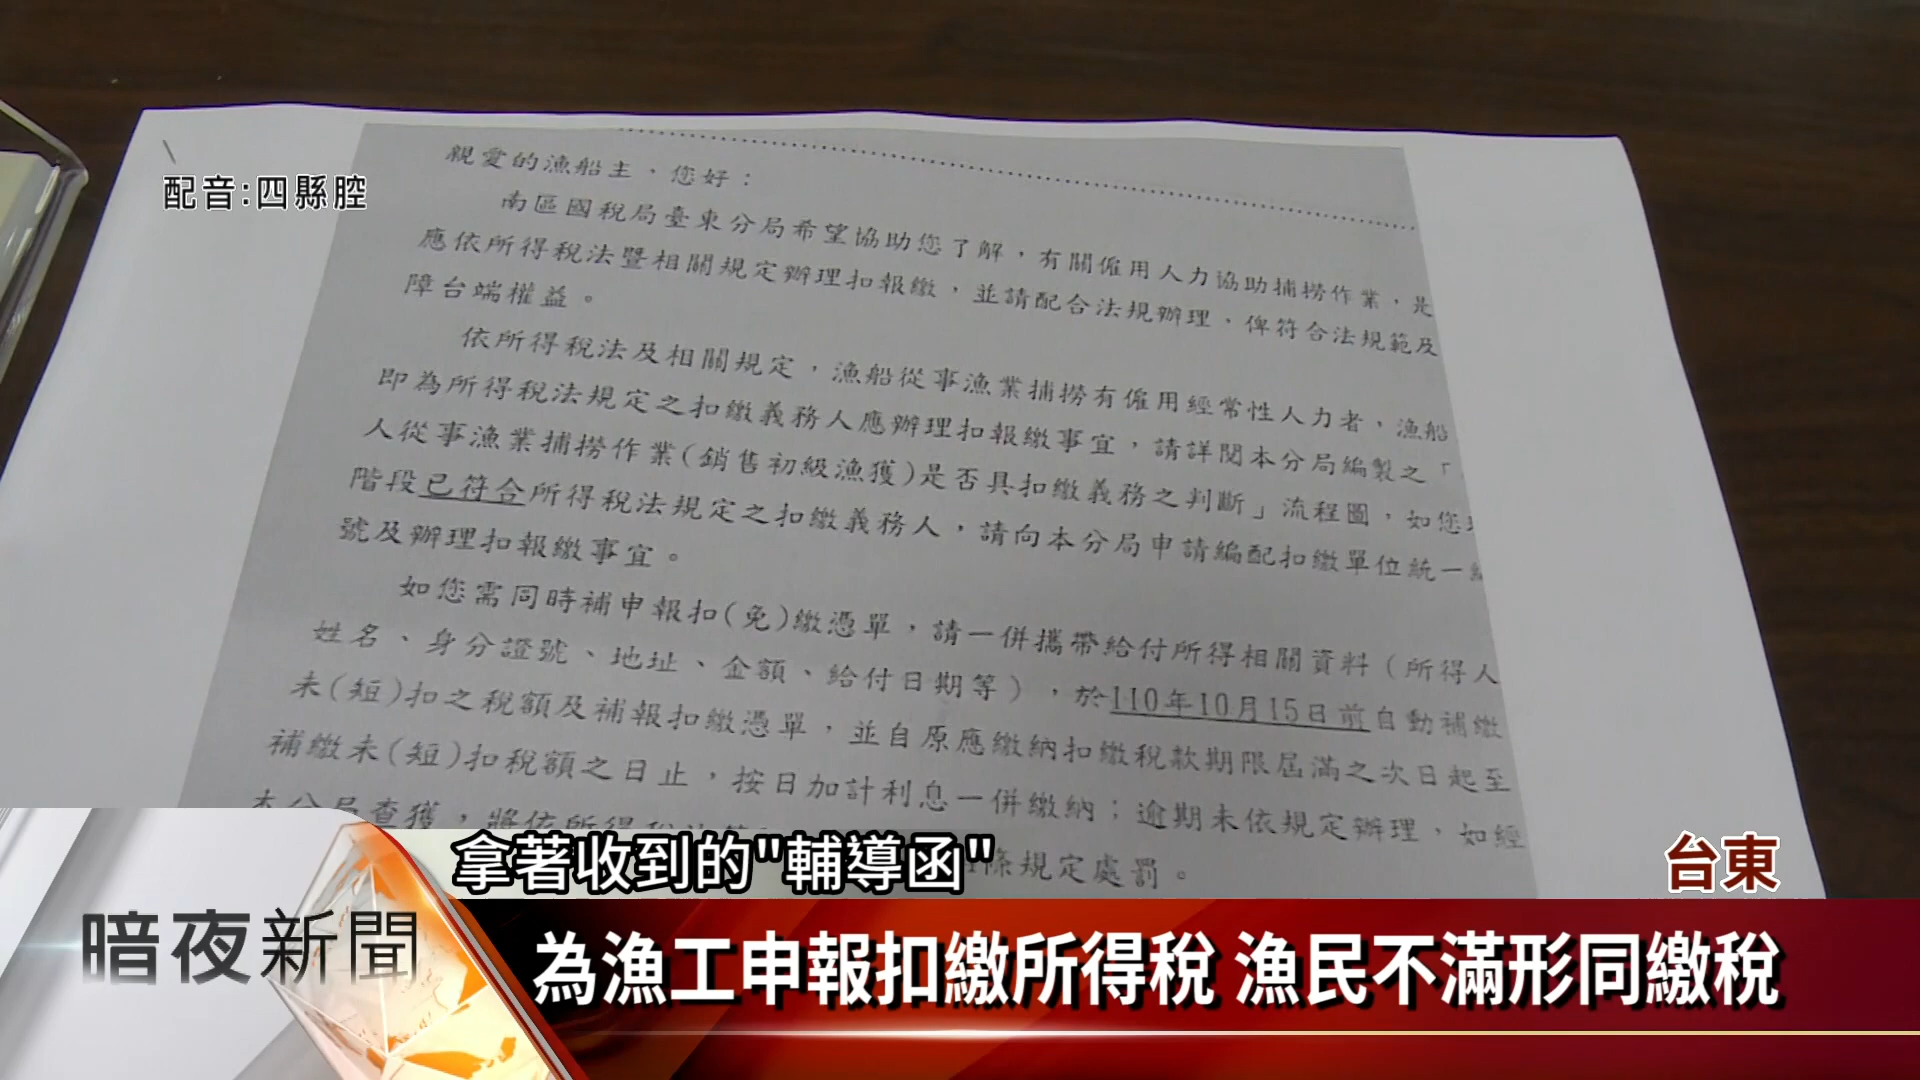 配音:四縣腔
親愛的漁船主、您好：
南區國稅局臺東分局希望協助您了解，有關僱用人力協助捕撈作業，是
應依所得稅法暨相關規定辦理扣報繳，並請配合法規辦理、俾符合法規範及
障台端權益。
依所得稅法及相關規定，漁船從事漁業捕撈有僱用經常性人力者，漁船
即為所得稅法規定之扣繳義務人應辦理扣報繳事宜，請詳閱本分局編製之「
人從事漁業捕撈作業(銷售初級漁獲)是否具扣繳義務之判斷」流程圖，如您
階段已符合所得稅法規定之扣繳義務人，請向本分局申請編配扣繳單位統一
號及辦理扣報繳事宜。
如您需同時補申報扣(免)繳憑單，請一併攜帶給付所得相關資料（所得人
姓名、身分證號、地址、金額、給付日期等），於110年10月15日前自動補繳
未(短)扣之稅額及補報扣繳憑單，並自原應繳納扣繳稅款期限屆滿之次日起至
補繳未(短)扣稅額之日止，按日加計利息一併繳納；逾期未依規定辦理，如經
本分局查獲，將依所得稅法
條規定處罰。
拿著收到的"輔導函"
台東
暗夜新聞
為漁工申報扣繳所得稅 漁民不滿形同繳稅